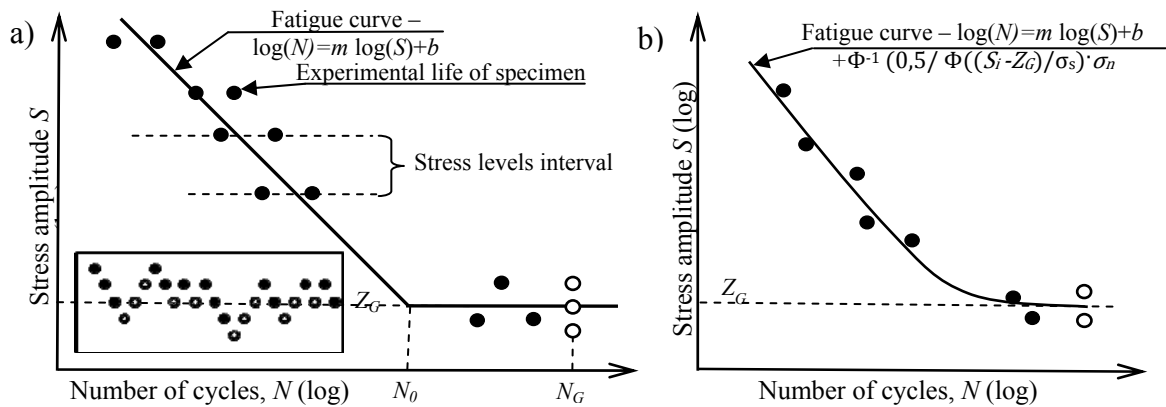 a)
Fatigue curve –
log(N)=m log(S)+b
Experimental life of specimen
Stress levels interval
Stress amplitude S
Z_G
Number of cycles, N (log)
N_0
N_G
b)
Fatigue curve – log(N)=m log(S)+b
+Φ⁻¹ (0,5/ Φ((S_i -Z_G)/σ_s)·σ_n
Stress amplitude S (log)
Z_G
Number of cycles, N (log)